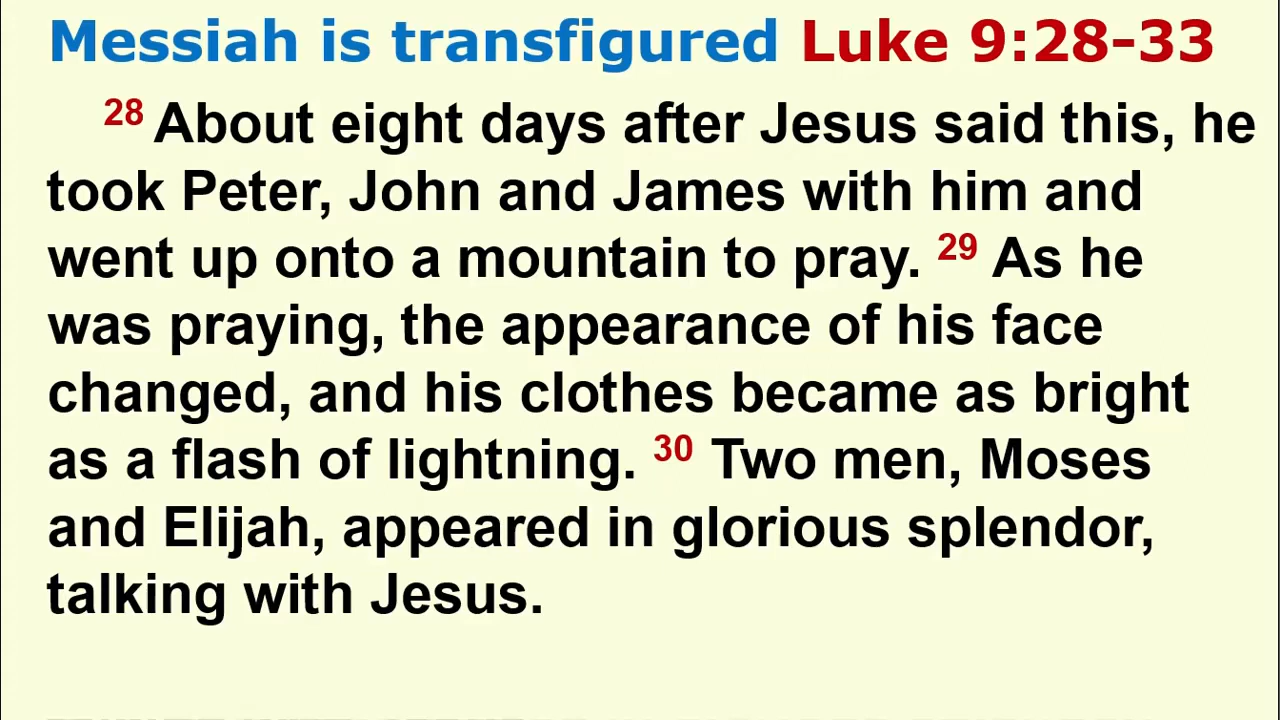 Messiah is transfigured Luke 9:28-33
28 About eight days after Jesus said this, he
took Peter, John and James with him and
went up onto a mountain to pray. 29 As he
was praying, the appearance of his face
changed, and his clothes became as bright
as a flash of lightning. 30 Two men, Moses
and Elijah, appeared in glorious splendor,
talking with Jesus.